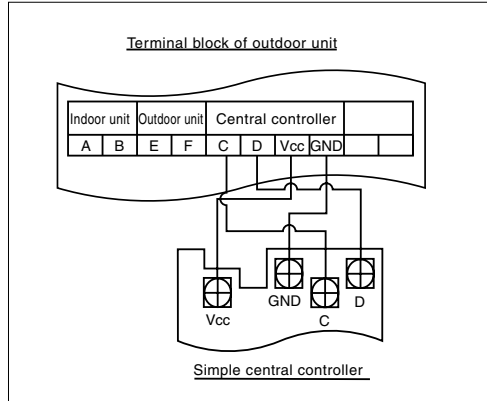 Terminal block of outdoor unit
Indoor unit Outdoor unit Central controller
A B E F C D Vcc GND
Vcc GND C D
Simple central controller